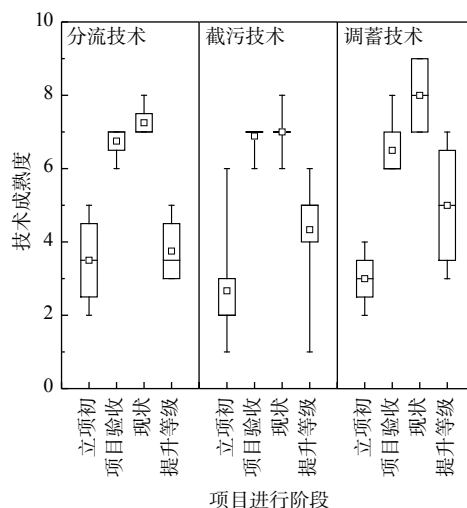 分流技术 截污技术 调蓄技术
10
8
6
4
2
0
技术成熟度
立项初 项目验收 现状 提升等级 立项初 项目验收 现状 提升等级 立项初 项目验收 现状 提升等级
项目进行阶段